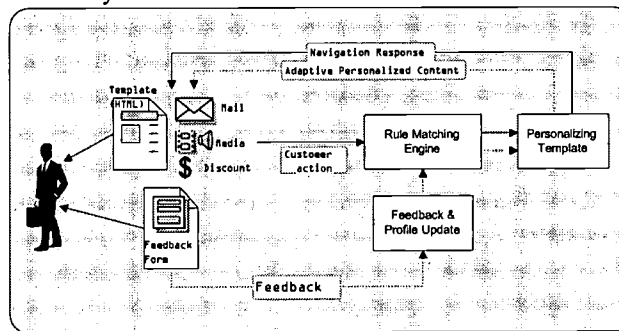 Navigation Response
Adaptive Personalized Content
Template
(HTML)
Mail
Media
Discount
$
Customer
action
Rule Matching
Engine
Personalizing
Template
Feedback &
Profile Update
Feedback
Form
Feedback